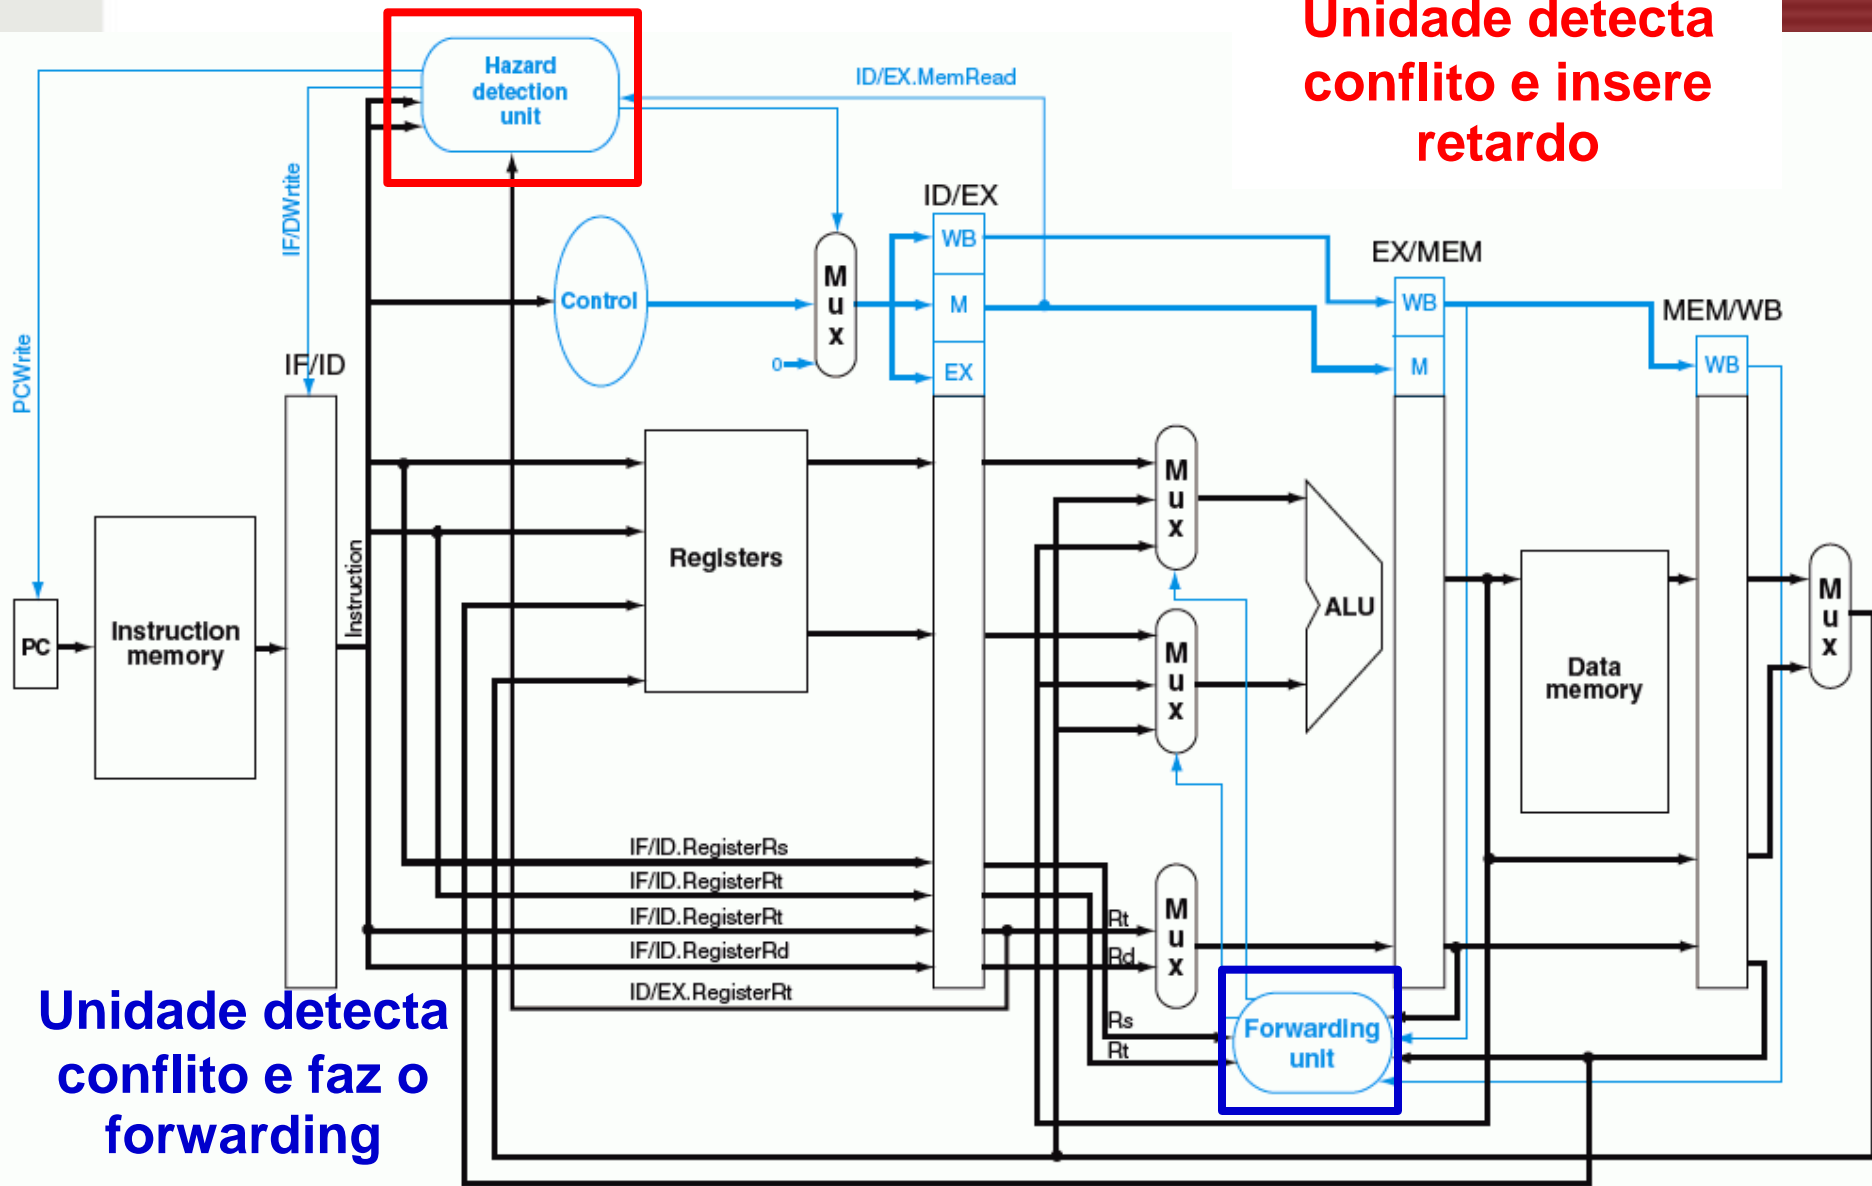 Unidade detecta
conflito e insere
retardo
Hazard
detection
unit
ID/EX.MemRead
IF/DWrtite
PCWrite
ID/EX
WB
M
EX
Control
M
u
x
0
EX/MEM
WB
M
MEM/WB
WB
IF/ID
Instruction
PC
Instruction
memory
Registers
M
u
x
M
u
x
ALU
Data
memory
M
u
x
IF/ID.RegisterRs
IF/ID.RegisterRt
IF/ID.RegisterRt
IF/ID.RegisterRd
ID/EX.RegisterRt
Rt
Rd
M
u
x
Rs
Rt
Forwarding
unit
Unidade detecta
conflito e faz o
forwarding